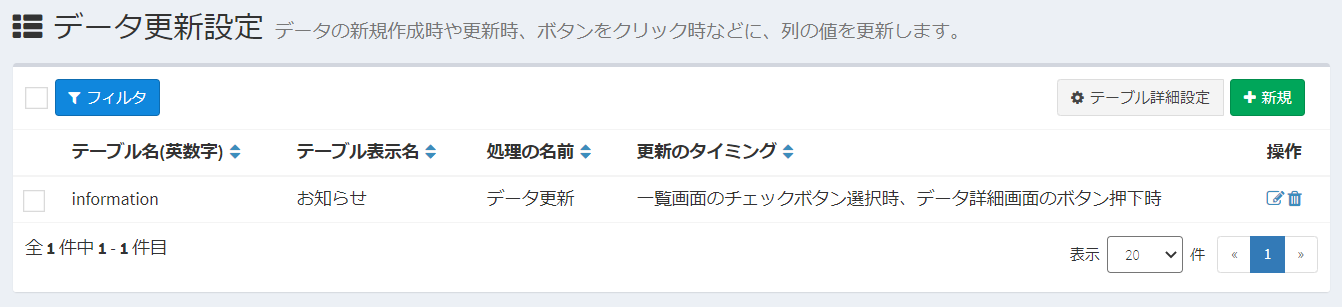 データ更新設定 データの新規作成時や更新時、ボタンをクリック時などに、列の値を更新します。
フィルタ テーブル詳細設定 新規
テーブル名(英数字) テーブル表示名 処理の名前 更新のタイミング 操作
information お知らせ データ更新 一覧画面のチェックボタン選択時、データ詳細画面のボタン押下時
全 1 件中 1 - 1 件目 表示 20 件 « 1 »